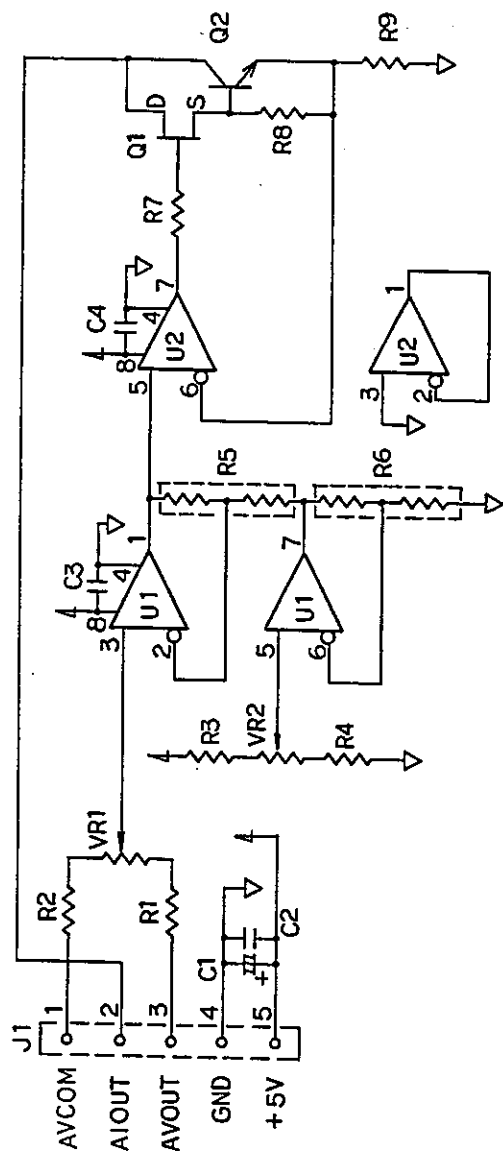 J1
AVCOM 1
AIOUT 2
AVOUT 3
GND 4
+5V 5
R2
VR1
R1
C1
+
C2
R3
VR2
R4
C3
8
4
3
U1
1
2
5
U1
7
6
R5
R6
C4
8
4
5
U2
7
6
R7
Q1
D
S
Q2
R8
R9
3
U2
1
2